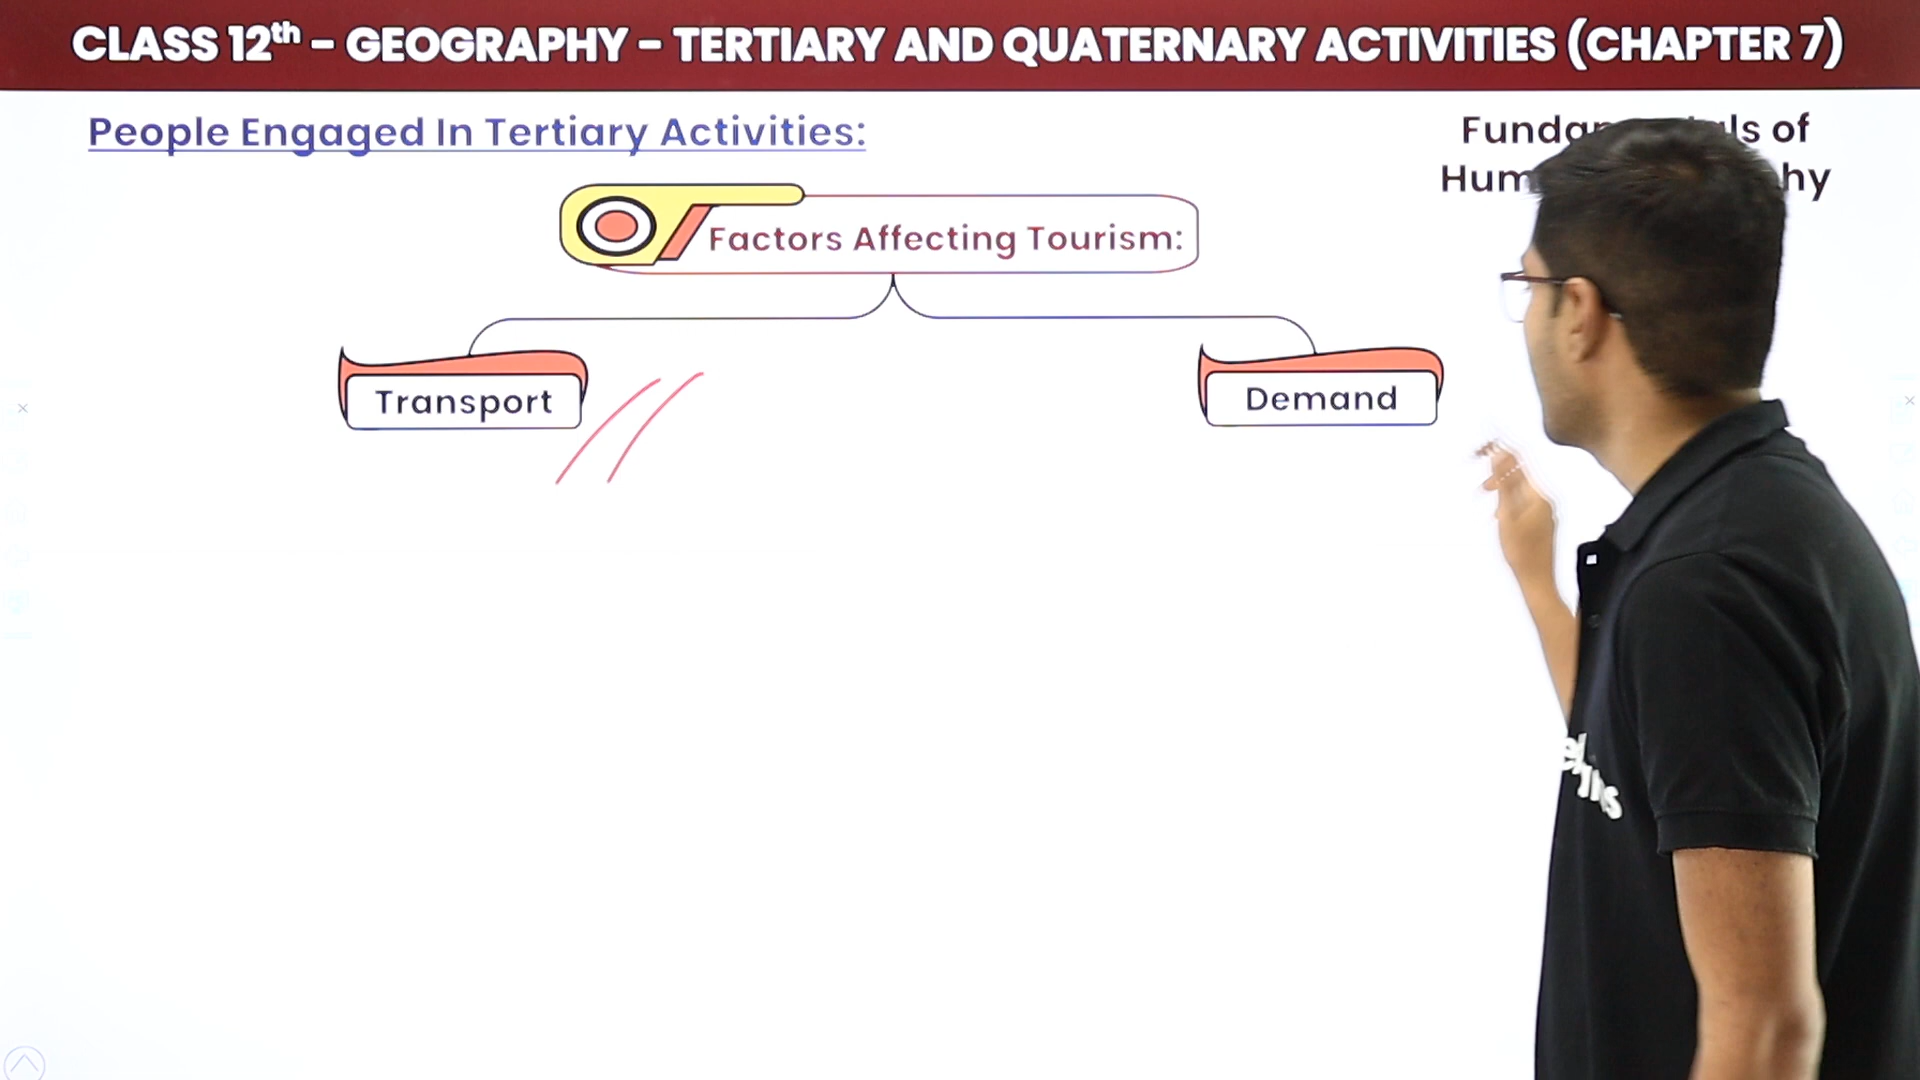 CLASS 12th – GEOGRAPHY – TERTIARY AND QUATERNARY ACTIVITIES (CHAPTER 7)
People Engaged In Tertiary Activities:
of
Factors Affecting Tourism:
Transport
Demand